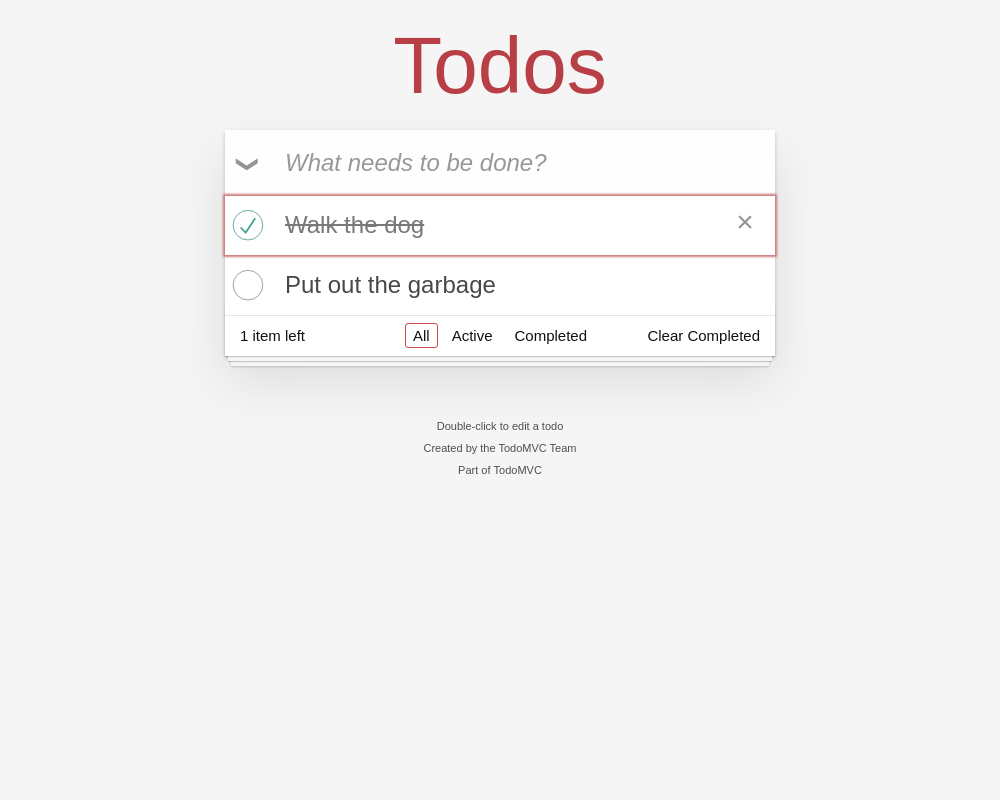 Todos
What needs to be done?
Walk the dog
Put out the garbage
1 item left All Active Completed Clear Completed
Double-click to edit a todo
Created by the TodoMVC Team
Part of TodoMVC